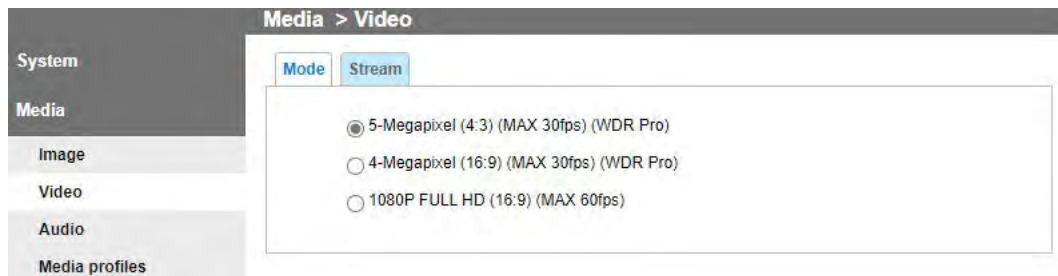 Media > Video
System
Media
Image
Video
Audio
Media profiles
Mode
Stream
5-Megapixel (4:3) (MAX 30fps) (WDR Pro)
4-Megapixel (16:9) (MAX 30fps) (WDR Pro)
1080P FULL HD (16:9) (MAX 60fps)